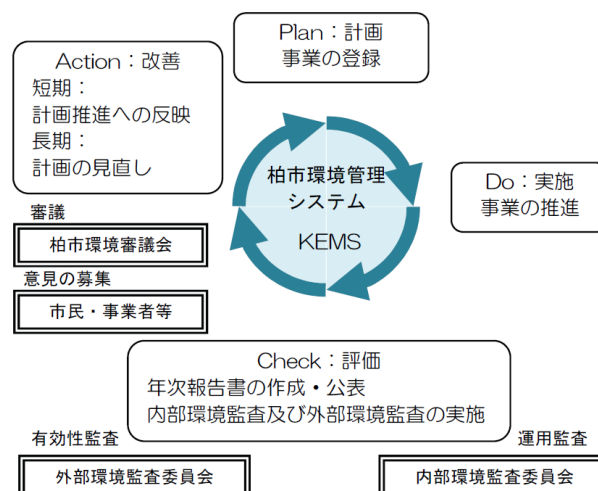 Plan：計画
事業の登録
Action：改善
短期：
計画推進への反映
長期：
計画の見直し
柏市環境管理
システム
KEMS
Do：実施
事業の推進
審議
柏市環境審議会
意見の募集
市民・事業者等
Check：評価
年次報告書の作成・公表
内部環境監査及び外部環境監査の実施
有効性監査
外部環境監査委員会
運用監査
内部環境監査委員会